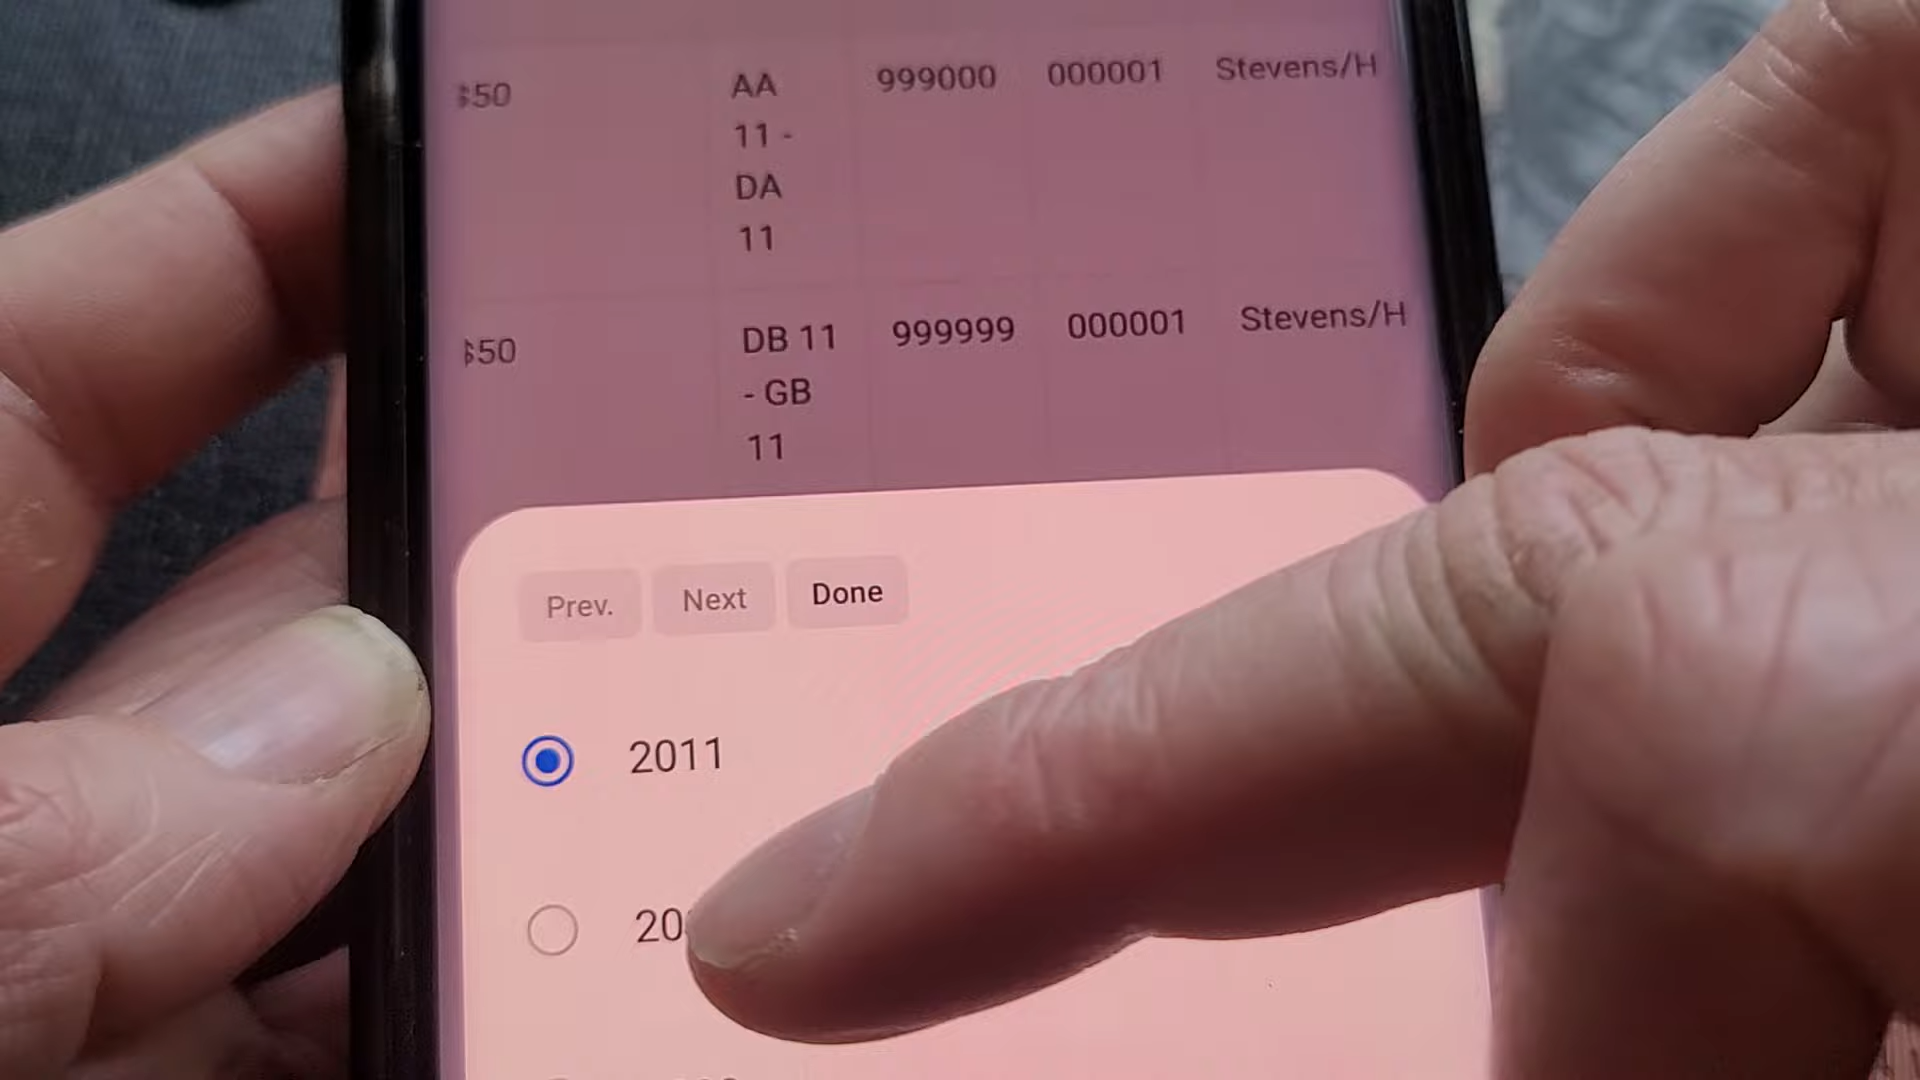 $50 AA 999000 000001 Stevens/H
11 -
DA
11
$50 DB 11 999999 000001 Stevens/H
- GB
11
Prev. Next Done
2011